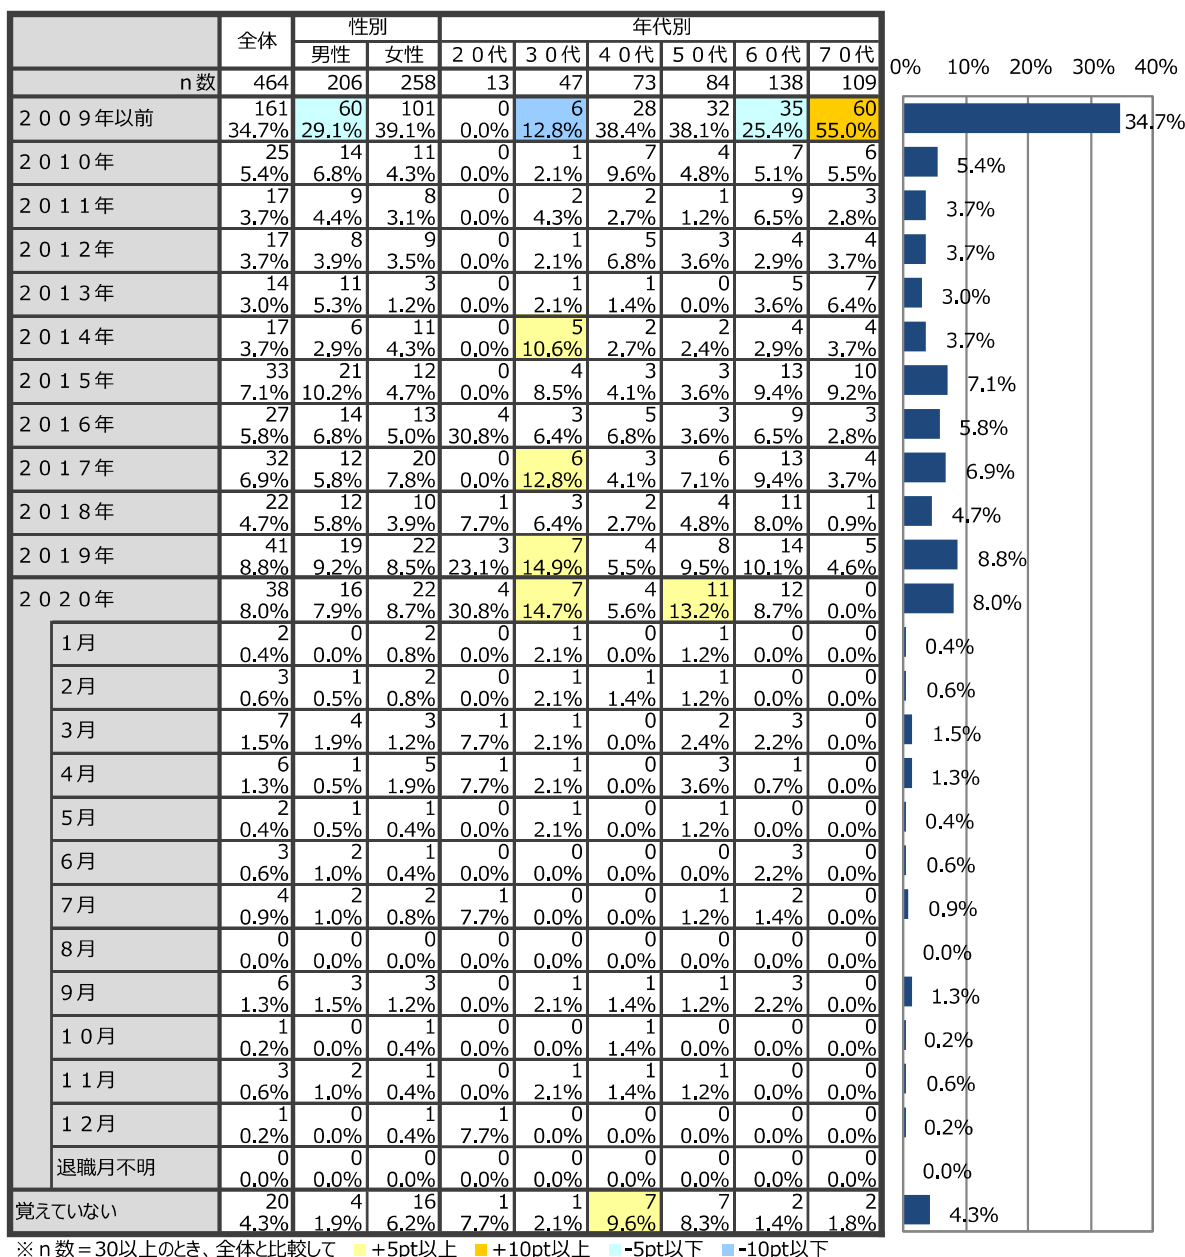 全体 性別 年代別
男性 女性 ２０代 ３０代 ４０代 ５０代 ６０代 ７０代
ｎ数 464 206 258 13 47 73 84 138 109
0% 10% 20% 30% 40%
２００９年以前 161 60 101 0 6 28 32 35 60
34.7% 29.1% 39.1% 0.0% 12.8% 38.4% 38.1% 25.4% 55.0% 34.7%
２０１０年 25 14 11 0 1 7 4 7 6
5.4% 6.8% 4.3% 0.0% 2.1% 9.6% 4.8% 5.1% 5.5% 5.4%
２０１１年 17 9 8 0 2 2 1 9 3
3.7% 4.4% 3.1% 0.0% 4.3% 2.7% 1.2% 6.5% 2.8% 3.7%
２０１２年 17 8 9 0 1 5 3 4 4
3.7% 3.9% 3.5% 0.0% 2.1% 6.8% 3.6% 2.9% 3.7% 3.7%
２０１３年 14 11 3 0 1 1 0 5 7
3.0% 5.3% 1.2% 0.0% 2.1% 1.4% 0.0% 3.6% 6.4% 3.0%
２０１４年 17 6 11 0 5 2 2 4 4
3.7% 2.9% 4.3% 0.0% 10.6% 2.7% 2.4% 2.9% 3.7% 3.7%
２０１５年 33 21 12 0 4 3 3 13 10
7.1% 10.2% 4.7% 0.0% 8.5% 4.1% 3.6% 9.4% 9.2% 7.1%
２０１６年 27 14 13 4 3 5 3 9 3
5.8% 6.8% 5.0% 30.8% 6.4% 6.8% 3.6% 6.5% 2.8% 5.8%
２０１７年 32 12 20 0 6 3 6 13 4
6.9% 5.8% 7.8% 0.0% 12.8% 4.1% 7.1% 9.4% 3.7% 6.9%
２０１８年 22 12 10 1 3 2 4 11 1
4.7% 5.8% 3.9% 7.7% 6.4% 2.7% 4.8% 8.0% 0.9% 4.7%
２０１９年 41 19 22 3 7 4 8 14 5
8.8% 9.2% 8.5% 23.1% 14.9% 5.5% 9.5% 10.1% 4.6% 8.8%
２０２０年 38 16 22 4 7 4 11 12 0
8.0% 7.9% 8.7% 30.8% 14.7% 5.6% 13.2% 8.7% 0.0% 8.0%
１月 2 0 2 0 1 0 1 0 0
0.4% 0.0% 0.8% 0.0% 2.1% 0.0% 1.2% 0.0% 0.0% 0.4%
２月 3 1 2 0 1 1 1 0 0
0.6% 0.5% 0.8% 0.0% 2.1% 1.4% 1.2% 0.0% 0.0% 0.6%
３月 7 4 3 1 1 0 2 3 0
1.5% 1.9% 1.2% 7.7% 2.1% 0.0% 2.4% 2.2% 0.0% 1.5%
４月 6 1 5 1 1 0 3 1 0
1.3% 0.5% 1.9% 7.7% 2.1% 0.0% 3.6% 0.7% 0.0% 1.3%
５月 2 1 1 0 1 0 1 0 0
0.4% 0.5% 0.4% 0.0% 2.1% 0.0% 1.2% 0.0% 0.0% 0.4%
６月 3 2 1 0 0 0 0 3 0
0.6% 1.0% 0.4% 0.0% 0.0% 0.0% 0.0% 2.2% 0.0% 0.6%
７月 4 2 2 1 0 0 1 2 0
0.9% 1.0% 0.8% 7.7% 0.0% 0.0% 1.2% 1.4% 0.0% 0.9%
８月 0 0 0 0 0 0 0 0 0
0.0% 0.0% 0.0% 0.0% 0.0% 0.0% 0.0% 0.0% 0.0% 0.0%
９月 6 3 3 0 1 1 1 3 0
1.3% 1.5% 1.2% 0.0% 2.1% 1.4% 1.2% 2.2% 0.0% 1.3%
１０月 1 0 1 0 0 1 0 0 0
0.2% 0.0% 0.4% 0.0% 0.0% 1.4% 0.0% 0.0% 0.0% 0.2%
１１月 3 2 1 0 1 1 1 0 0
0.6% 1.0% 0.4% 0.0% 2.1% 1.4% 1.2% 0.0% 0.0% 0.6%
１２月 1 0 1 1 0 0 0 0 0
0.2% 0.0% 0.4% 7.7% 0.0% 0.0% 0.0% 0.0% 0.0% 0.2%
退職月不明 0 0 0 0 0 0 0 0 0
0.0% 0.0% 0.0% 0.0% 0.0% 0.0% 0.0% 0.0% 0.0% 0.0%
覚えていない 20 4 16 1 1 7 7 2 2
4.3% 1.9% 6.2% 7.7% 2.1% 9.6% 8.3% 1.4% 1.8% 4.3%
※ｎ数＝30以上のとき、全体と比較して +5pt以上 +10pt以上 -5pt以下 -10pt以下